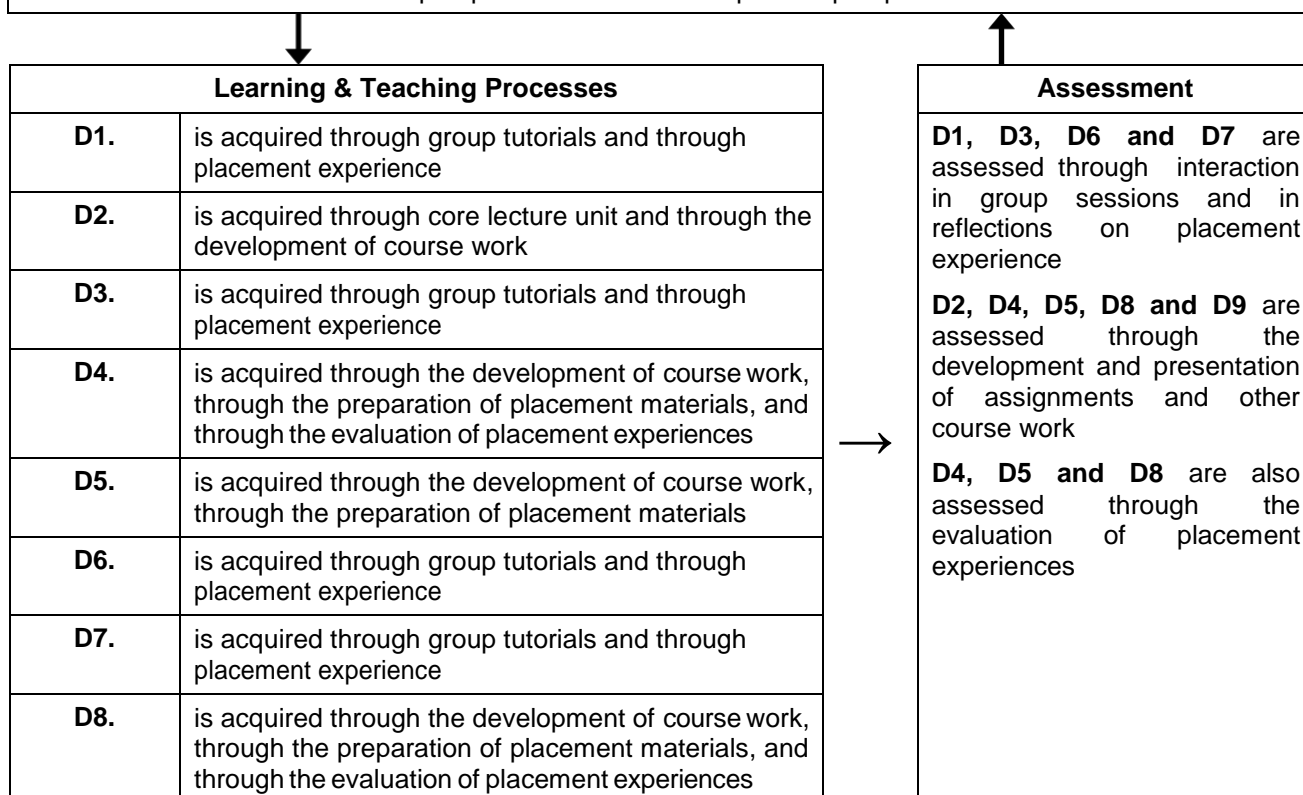 Learning & Teaching Processes
D1.
is acquired through group tutorials and through
placement experience
D2.
is acquired through core lecture unit and through the
development of course work
D3.
is acquired through group tutorials and through
placement experience
D4.
is acquired through the development of course work,
through the preparation of placement materials, and
through the evaluation of placement experiences
D5.
is acquired through the development of course work,
through the preparation of placement materials
D6.
is acquired through group tutorials and through
placement experience
D7.
is acquired through group tutorials and through
placement experience
D8.
is acquired through the development of course work,
through the preparation of placement materials, and
through the evaluation of placement experiences
→
Assessment
D1, D3, D6 and D7 are
assessed through interaction
in group sessions and in
reflections on placement
experience
D2, D4, D5, D8 and D9 are
assessed through the
development and presentation
of assignments and other
course work
D4, D5 and D8 are also
assessed through the
evaluation of placement
experiences